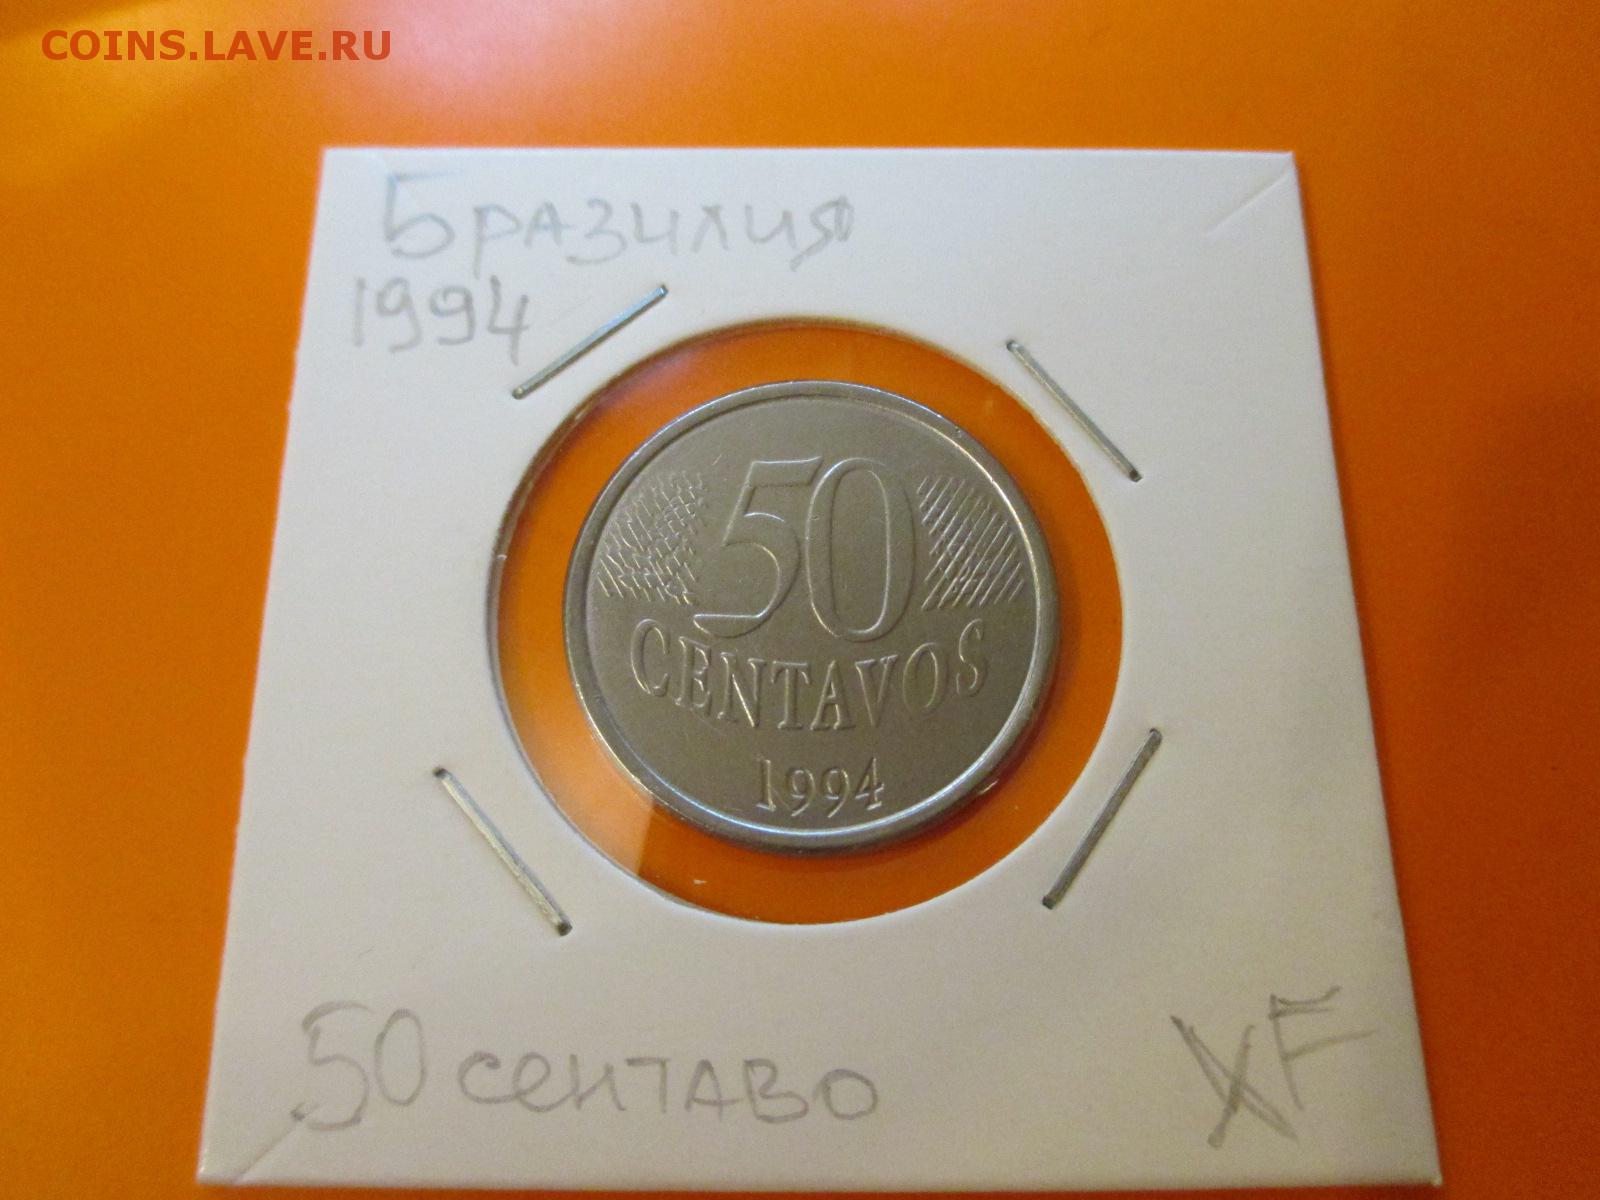 COINS.LAVE.RU
Бразилия
1994
50
CENTAVOS
1994
50 сентаво
XF